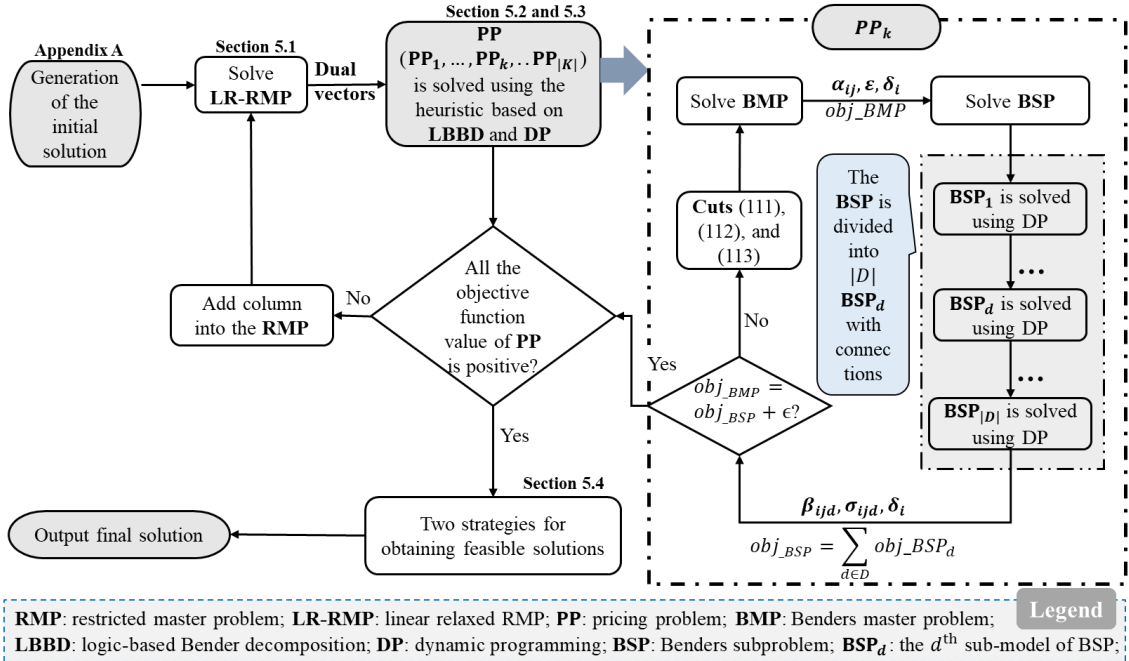 Appendix A
Generation
of the
initial
solution
Section 5.1
Solve
LR-RMP
Dual
vectors
Section 5.2 and 5.3
PP
(PP₁, ..., PPₖ, . . PP|K|)
is solved using the
heuristic based on
LBBD and DP
All the
objective
function
value of PP
is positive?
No
Add column
into the RMP
Yes
Section 5.4
Two strategies for
obtaining feasible solutions
Output final solution
PPₖ
Solve BMP
αᵢⱼ, ε, δᵢ
obj_BMP
Solve BSP
The
BSP is
divided
into
|D|
BSP_d
with
connec
tions
BSP₁ is solved
using DP
...
BSP_d is solved
using DP
...
BSP|D| is solved
using DP
βᵢⱼd, σᵢⱼd, δᵢ
obj_BSP = ∑d∈D obj_BSP_d
obj_BMP =
obj_BSP + ϵ?
Yes
No
Cuts (111),
(112), and
(113)
Legend
RMP: restricted master problem; LR-RMP: linear relaxed RMP; PP: pricing problem; BMP: Benders master problem;
LBBD: logic-based Bender decomposition; DP: dynamic programming; BSP: Benders subproblem; BSP_d: the dᵗʰ sub-model of BSP;